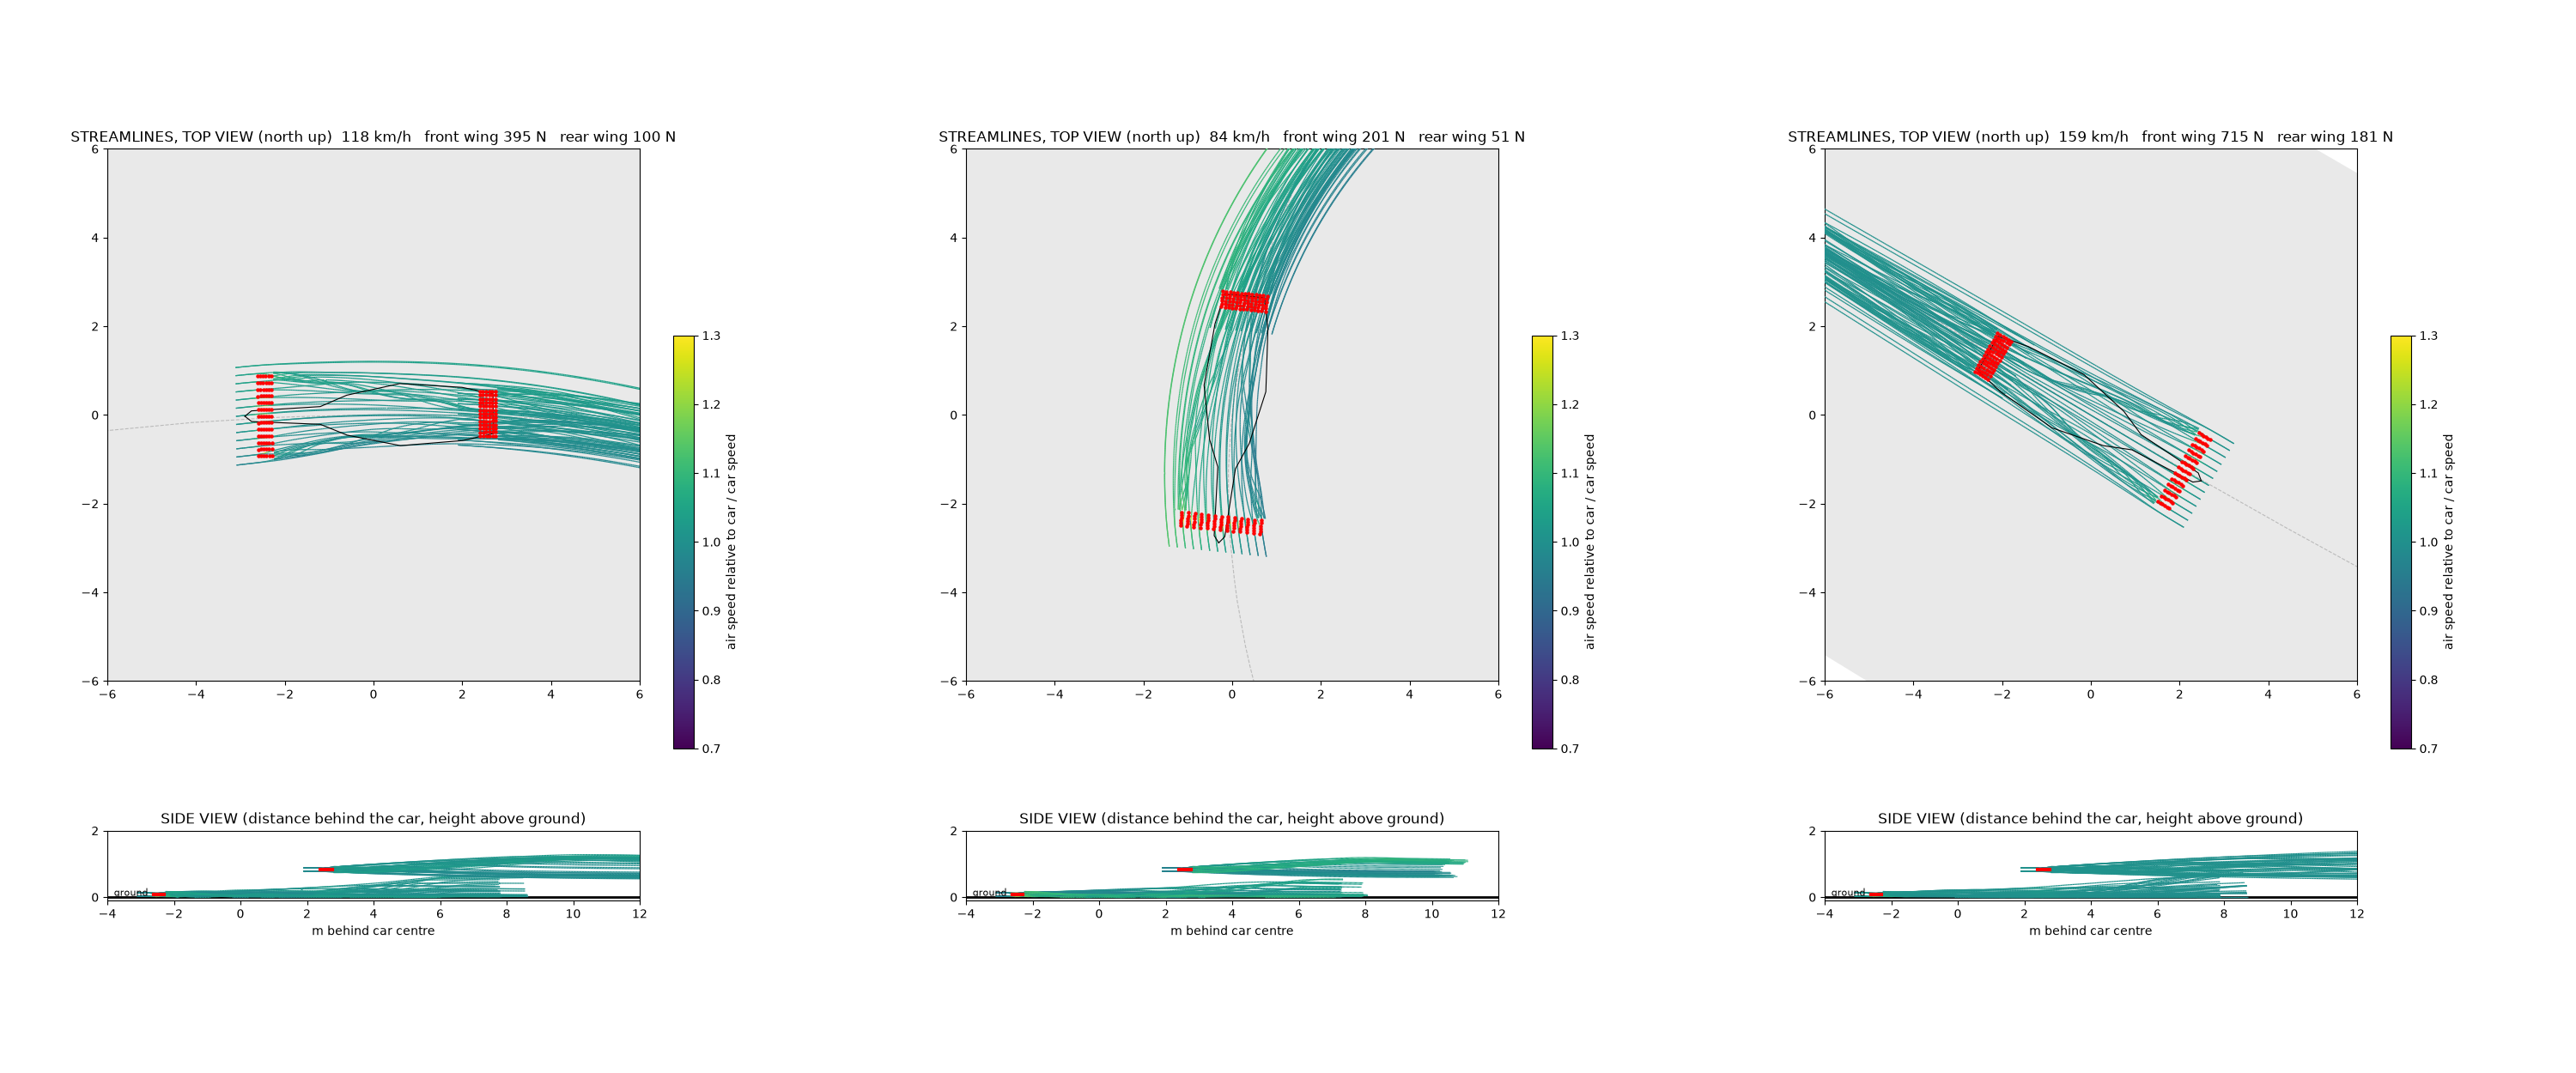 STREAMLINES, TOP VIEW (north up)  118 km/h   front wing 395 N   rear wing 100 N
6
4
2
0
−2
−4
−6
−6 −4 −2 0 2 4 6
1.3
1.2
1.1
1.0
0.9
0.8
0.7
air speed relative to car / car speed
SIDE VIEW (distance behind the car, height above ground)
2
0
ground
−4 −2 0 2 4 6 8 10 12
m behind car centre
STREAMLINES, TOP VIEW (north up)  84 km/h   front wing 201 N   rear wing 51 N
6
4
2
0
−2
−4
−6
−6 −4 −2 0 2 4 6
1.3
1.2
1.1
1.0
0.9
0.8
0.7
air speed relative to car / car speed
SIDE VIEW (distance behind the car, height above ground)
2
0
ground
−4 −2 0 2 4 6 8 10 12
m behind car centre
STREAMLINES, TOP VIEW (north up)  159 km/h   front wing 715 N   rear wing 181 N
6
4
2
0
−2
−4
−6
−6 −4 −2 0 2 4 6
1.3
1.2
1.1
1.0
0.9
0.8
0.7
air speed relative to car / car speed
SIDE VIEW (distance behind the car, height above ground)
2
0
ground
−4 −2 0 2 4 6 8 10 12
m behind car centre